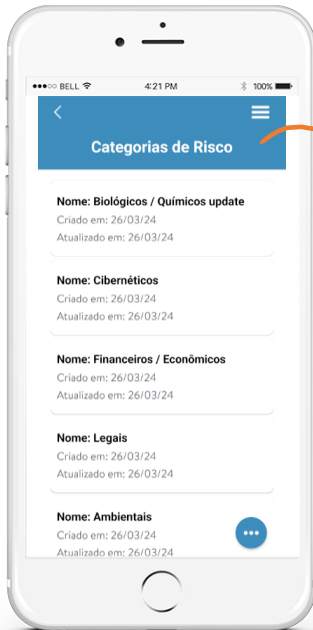 BELL 4:21 PM 100%
Categorias de Risco
Nome: Biológicos / Químicos update
Criado em: 26/03/24
Atualizado em: 26/03/24
Nome: Cibernéticos
Criado em: 26/03/24
Atualizado em: 26/03/24
Nome: Financeiros / Econômicos
Criado em: 26/03/24
Atualizado em: 26/03/24
Nome: Legais
Criado em: 26/03/24
Atualizado em: 26/03/24
Nome: Ambientais
Criado em: 26/03/24
Atualizado em: 26/03/24